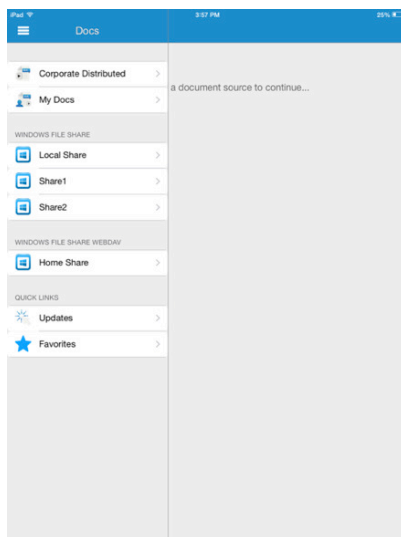 iPad 3:57 PM 25%
Docs
Corporate Distributed
a document source to continue...
My Docs
WINDOWS FILE SHARE
Local Share
Share1
Share2
WINDOWS FILE SHARE WEBDAV
Home Share
QUICK LINKS
Updates
Favorites